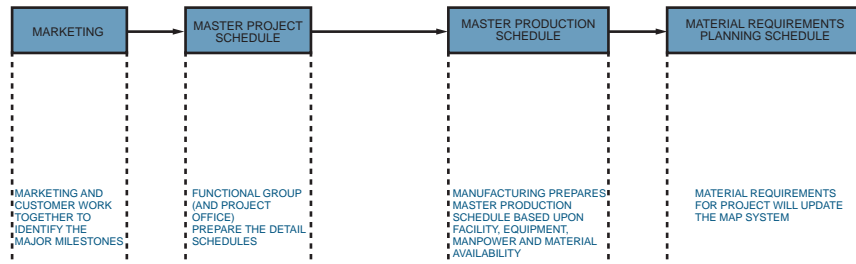 MARKETING
MASTER PROJECT
SCHEDULE
MASTER PRODUCTION
SCHEDULE
MATERIAL REQUIREMENTS
PLANNING SCHEDULE
MARKETING AND
CUSTOMER WORK
TOGETHER TO
IDENTIFY THE
MAJOR MILESTONES
FUNCTIONAL GROUP
(AND PROJECT
OFFICE)
PREPARE THE DETAIL
SCHEDULES
MANUFACTURING PREPARES
MASTER PRODUCTION
SCHEDULE BASED UPON
FACILITY, EQUIPMENT,
MANPOWER AND MATERIAL
AVAILABILITY
MATERIAL REQUIREMENTS
FOR PROJECT WILL UPDATE
THE MAP SYSTEM